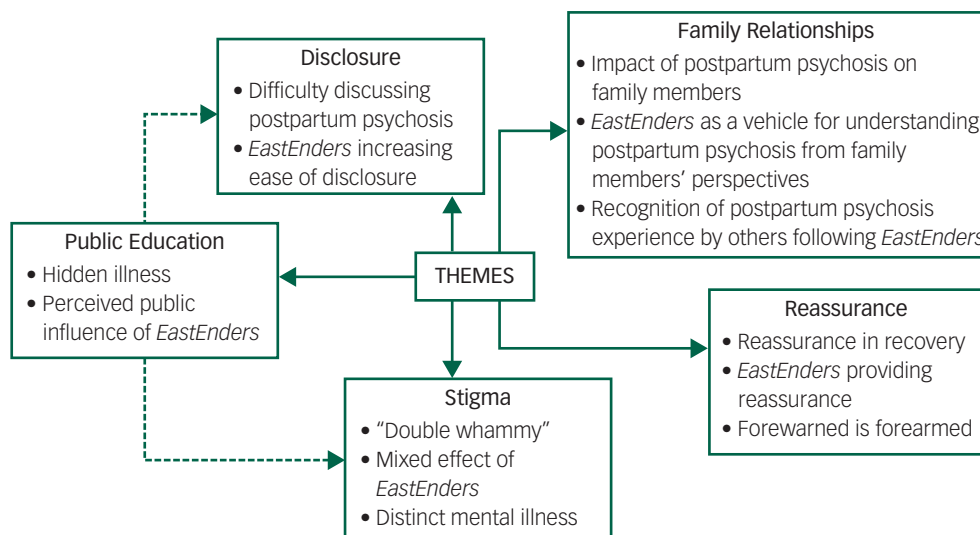 Disclosure
• Difficulty discussing
postpartum psychosis
• EastEnders increasing
ease of disclosure
Family Relationships
• Impact of postpartum psychosis on
family members
• EastEnders as a vehicle for understanding
postpartum psychosis from family
members’ perspectives
• Recognition of postpartum psychosis
experience by others following EastEnders
Public Education
• Hidden illness
• Perceived public
influence of EastEnders
THEMES
Reassurance
• Reassurance in recovery
• EastEnders providing
reassurance
• Forewarned is forearmed
Stigma
• “Double whammy”
• Mixed effect of
EastEnders
• Distinct mental illness